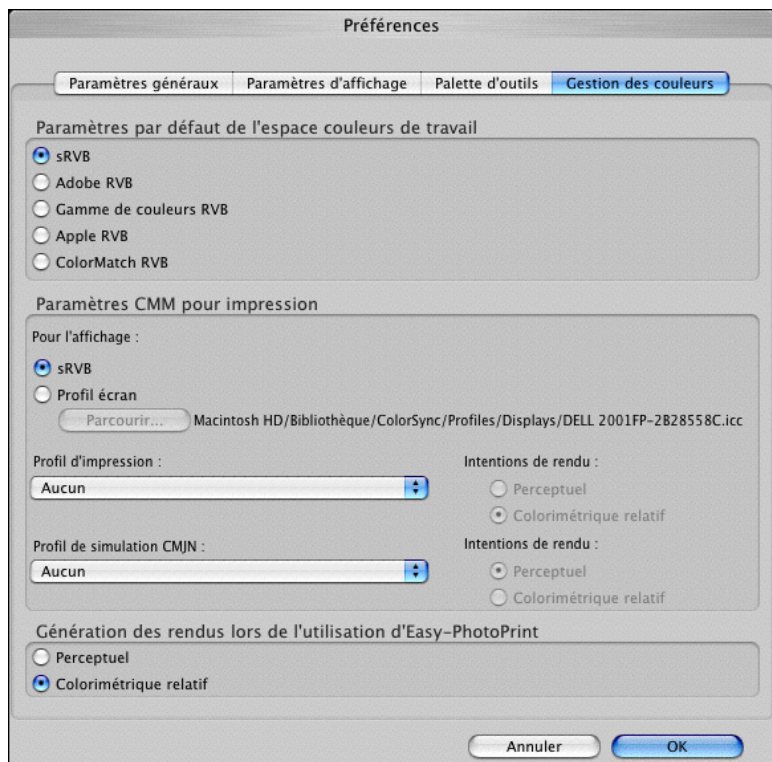 Préférences
Paramètres généraux Paramètres d'affichage Palette d'outils Gestion des couleurs
Paramètres par défaut de l'espace couleurs de travail
sRVB
Adobe RVB
Gamme de couleurs RVB
Apple RVB
ColorMatch RVB
Paramètres CMM pour impression
Pour l'affichage :
sRVB
Profil écran
Parcourir... Macintosh HD/Bibliothèque/ColorSync/Profiles/Displays/DELL 2001FP-2B28558C.icc
Profil d'impression : Intentions de rendu :
Aucun Perceptuel
Colorimétrique relatif
Profil de simulation CMJN : Intentions de rendu :
Aucun Perceptuel
Colorimétrique relatif
Génération des rendus lors de l'utilisation d'Easy-PhotoPrint
Perceptuel
Colorimétrique relatif
Annuler OK